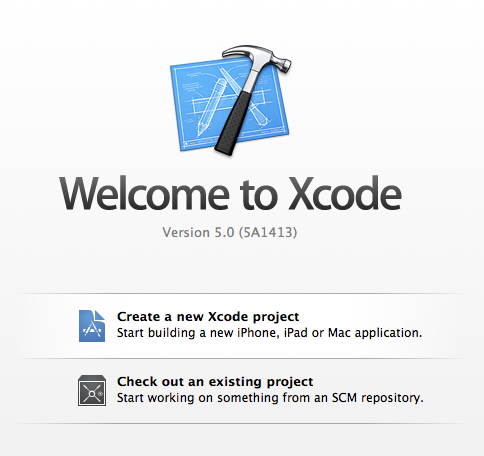 Welcome to Xcode
Version 5.0 (5A1413)
Create a new Xcode project
Start building a new iPhone, iPad or Mac application.
Check out an existing project
Start working on something from an SCM repository.